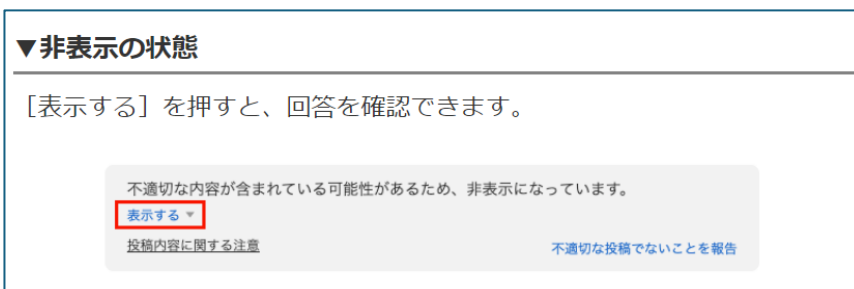 ▼非表示の状態
［表示する］を押すと、回答を確認できます。
不適切な内容が含まれている可能性があるため、非表示になっています。
表示する ▼
投稿内容に関する注意
不適切な投稿でないことを報告